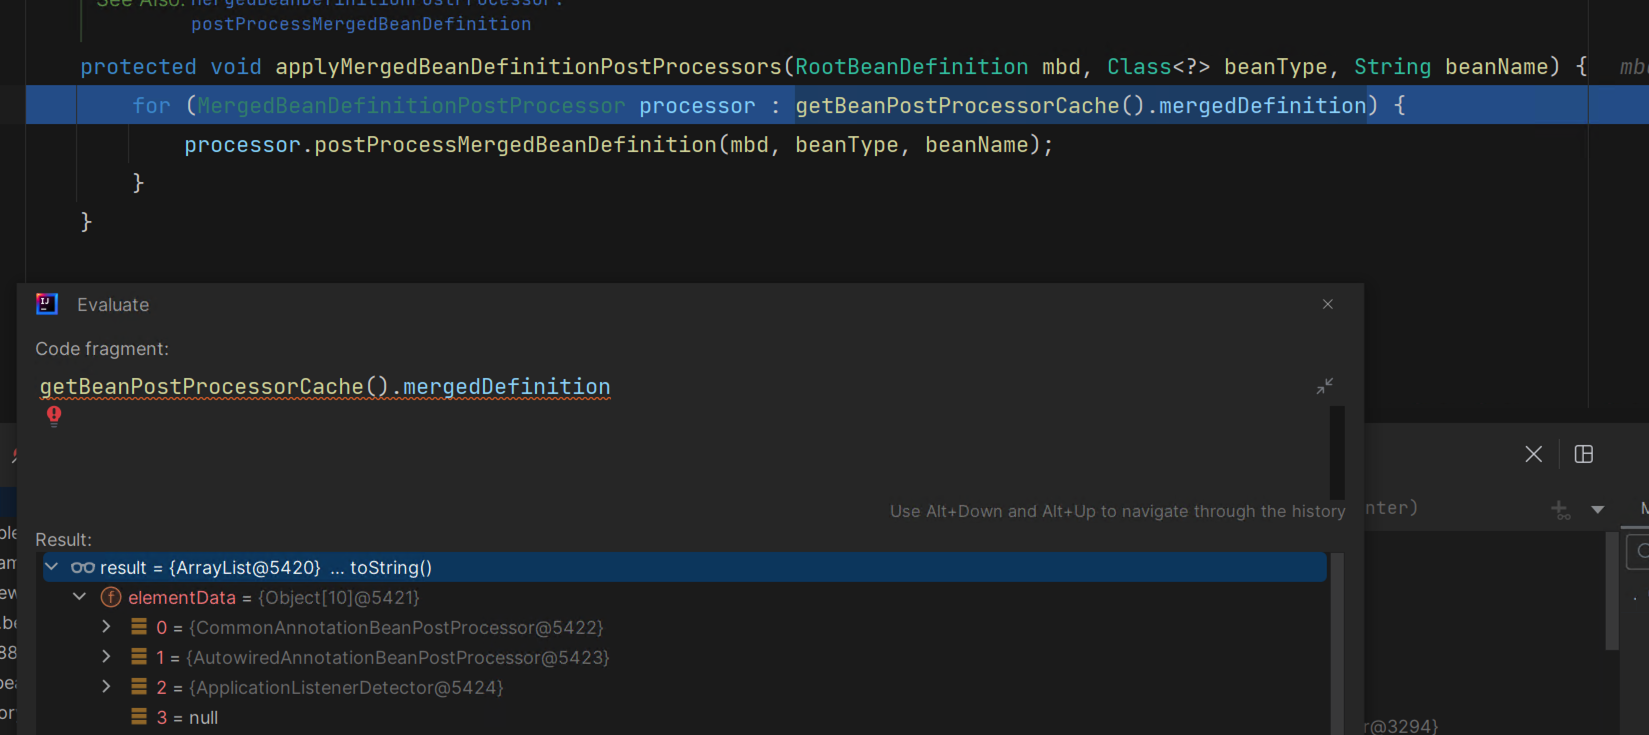 See Also: MergedBeanDefinitionPostProcessor.
postProcessMergedBeanDefinition
protected void applyMergedBeanDefinitionPostProcessors(RootBeanDefinition mbd, Class<?> beanType, String beanName) {
for (MergedBeanDefinitionPostProcessor processor : getBeanPostProcessorCache().mergedDefinition) {
processor.postProcessMergedBeanDefinition(mbd, beanType, beanName);
}
}
Evaluate
Code fragment:
getBeanPostProcessorCache().mergedDefinition
Use Alt+Down and Alt+Up to navigate through the history
nter)
Result:
result = {ArrayList@5420} ... toString()
elementData = {Object[10]@5421}
0 = {CommonAnnotationBeanPostProcessor@5422}
1 = {AutowiredAnnotationBeanPostProcessor@5423}
2 = {ApplicationListenerDetector@5424}
3 = null
r@3294}